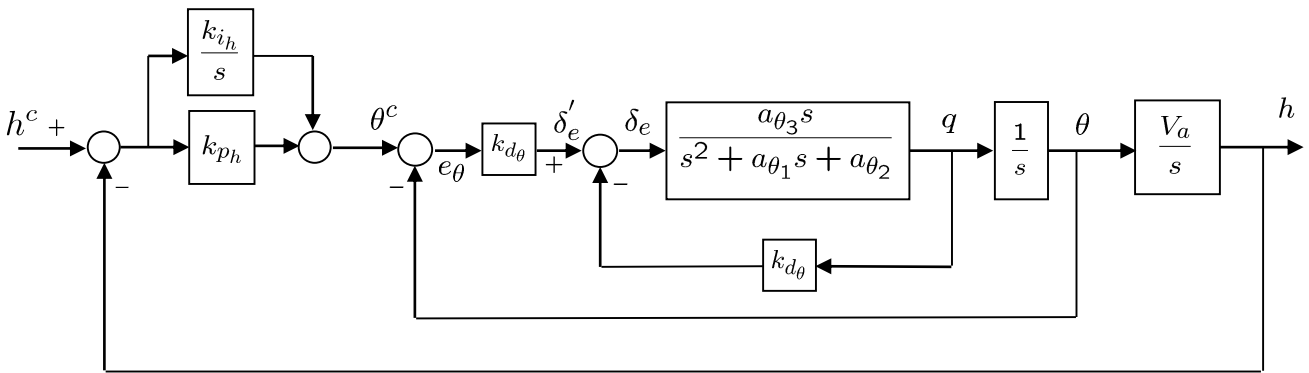 k_{i_h}
s
h^c +
k_{p_h}
θ^c
−
−
e_θ
k_{d_θ}
δ_e^′
+
−
δ_e
a_{θ_3}s
s^2 + a_{θ_1}s + a_{θ_2}
q
1
s
θ
V_a
s
h
k_{d_θ}